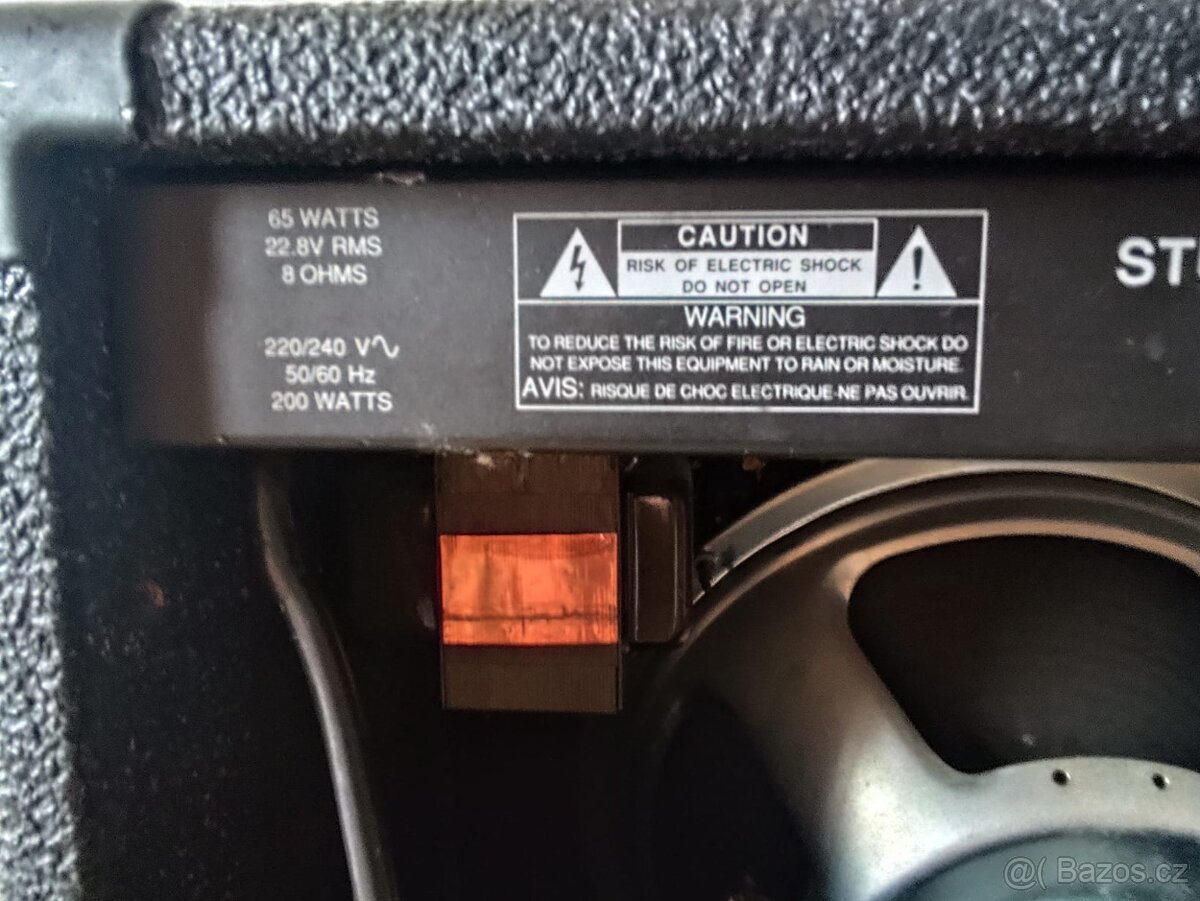 65 WATTS
22.8V RMS
8 OHMS
220/240 V∿
50/60 Hz
200 WATTS
CAUTION
RISK OF ELECTRIC SHOCK
DO NOT OPEN
WARNING
TO REDUCE THE RISK OF FIRE OR ELECTRIC SHOCK DO
NOT EXPOSE THIS EQUIPMENT TO RAIN OR MOISTURE.
AVIS: RISQUE DE CHOC ELECTRIQUE-NE PAS OUVRIR.
@( Bazos.cz